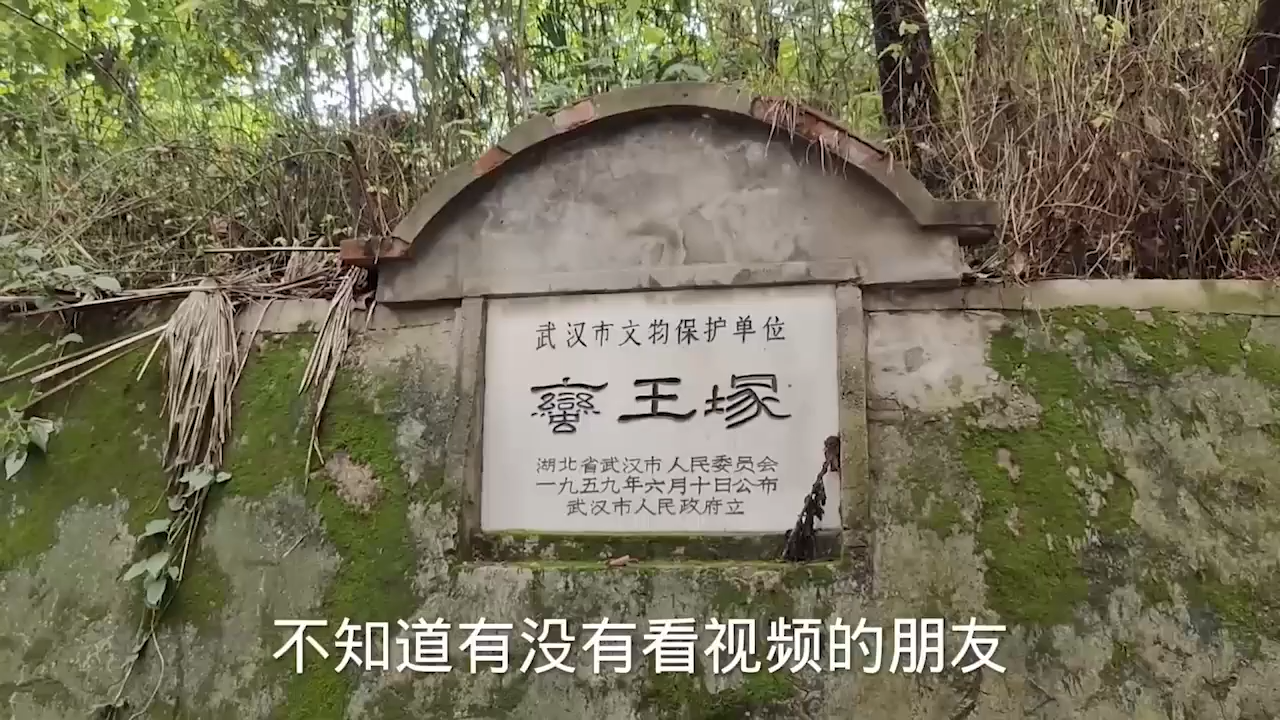 武汉市文物保护单位
蠻王塚
湖北省武汉市人民委员会
一九五九年六月十日公布
武汉市人民政府立
不知道有没有看视频的朋友